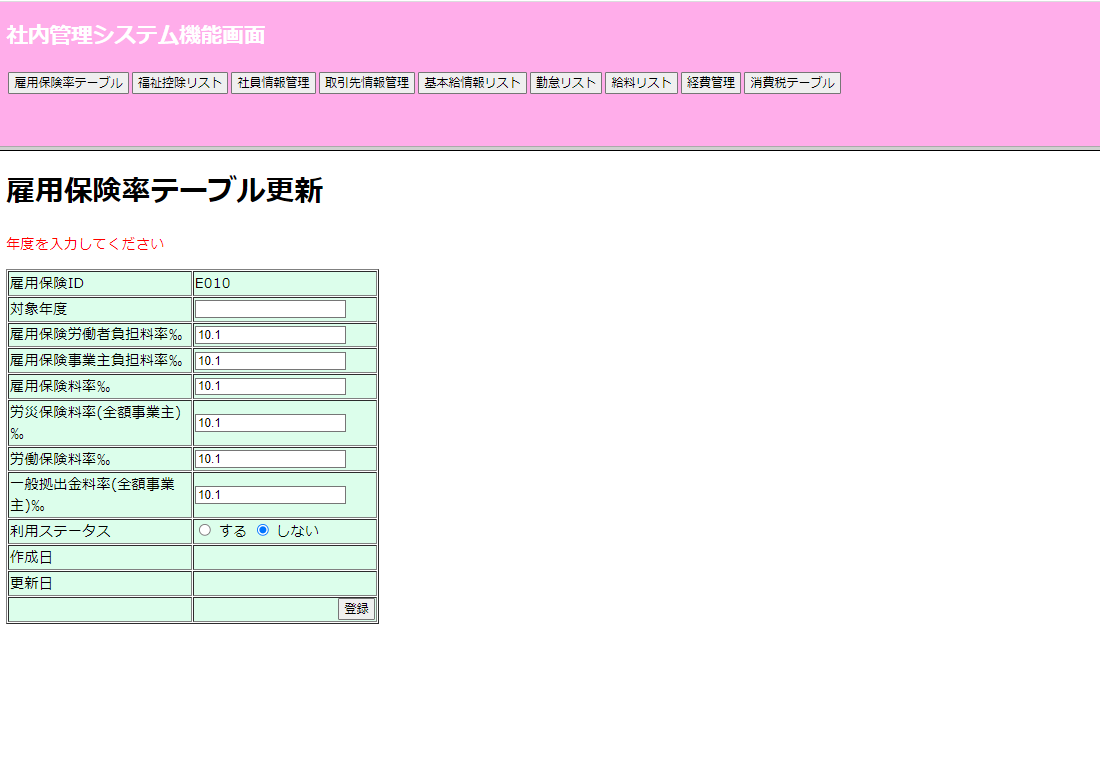 社内管理システム機能画面
雇用保険率テーブル 福祉控除リスト 社員情報管理 取引先情報管理 基本給情報リスト 勤怠リスト 給料リスト 経費管理 消費税テーブル
雇用保険率テーブル更新
年度を入力してください
雇用保険ID E010
対象年度
雇用保険労働者負担料率‰ 10.1
雇用保険事業主負担料率‰ 10.1
雇用保険料率‰ 10.1
労災保険料率(全額事業主)
‰ 10.1
労働保険料率‰ 10.1
一般拠出金料率(全額事業
主)‰ 10.1
利用ステータス する しない
作成日
更新日
登録